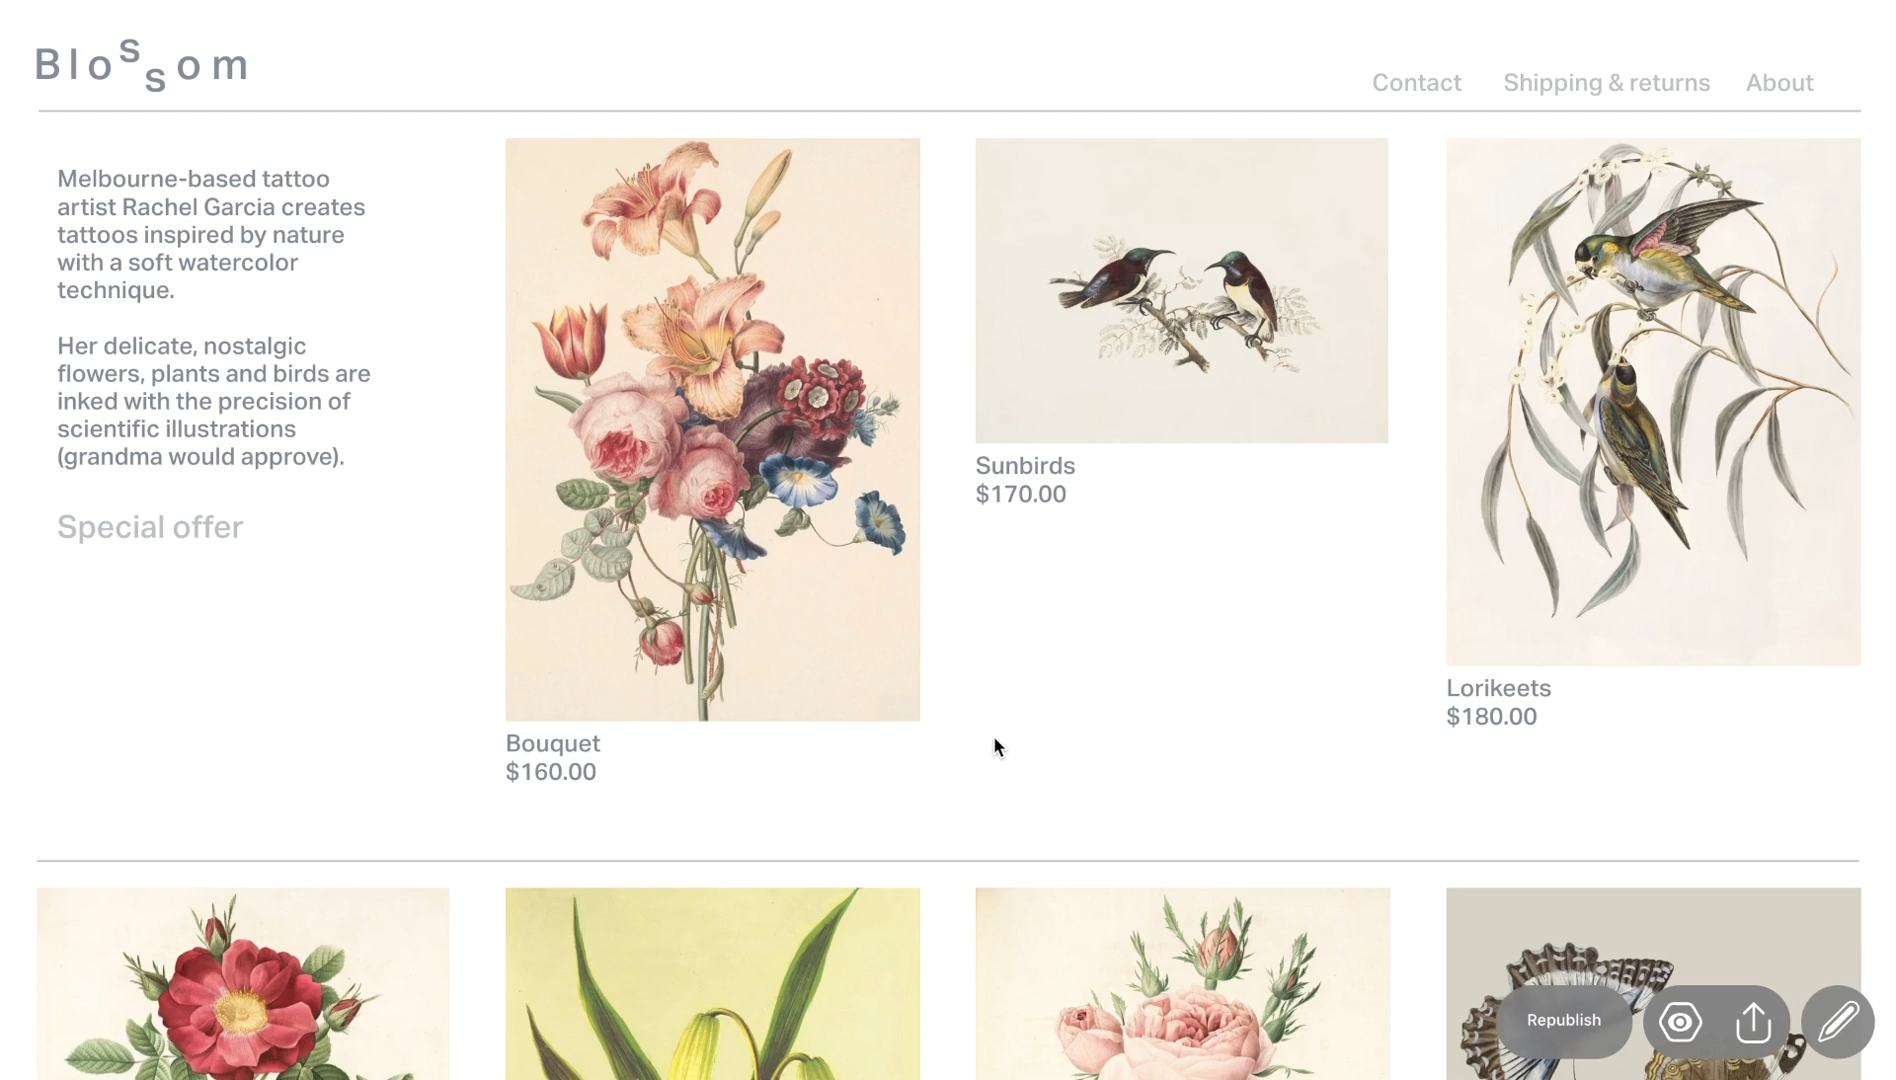 Blossom
Contact
Shipping & returns
About
Melbourne-based tattoo
artist Rachel Garcia creates
tattoos inspired by nature
with a soft watercolor
technique.
Her delicate, nostalgic
flowers, plants and birds are
inked with the precision of
scientific illustrations
(grandma would approve).
Special offer
Bouquet
$160.00
Sunbirds
$170.00
Lorikeets
$180.00
Republish